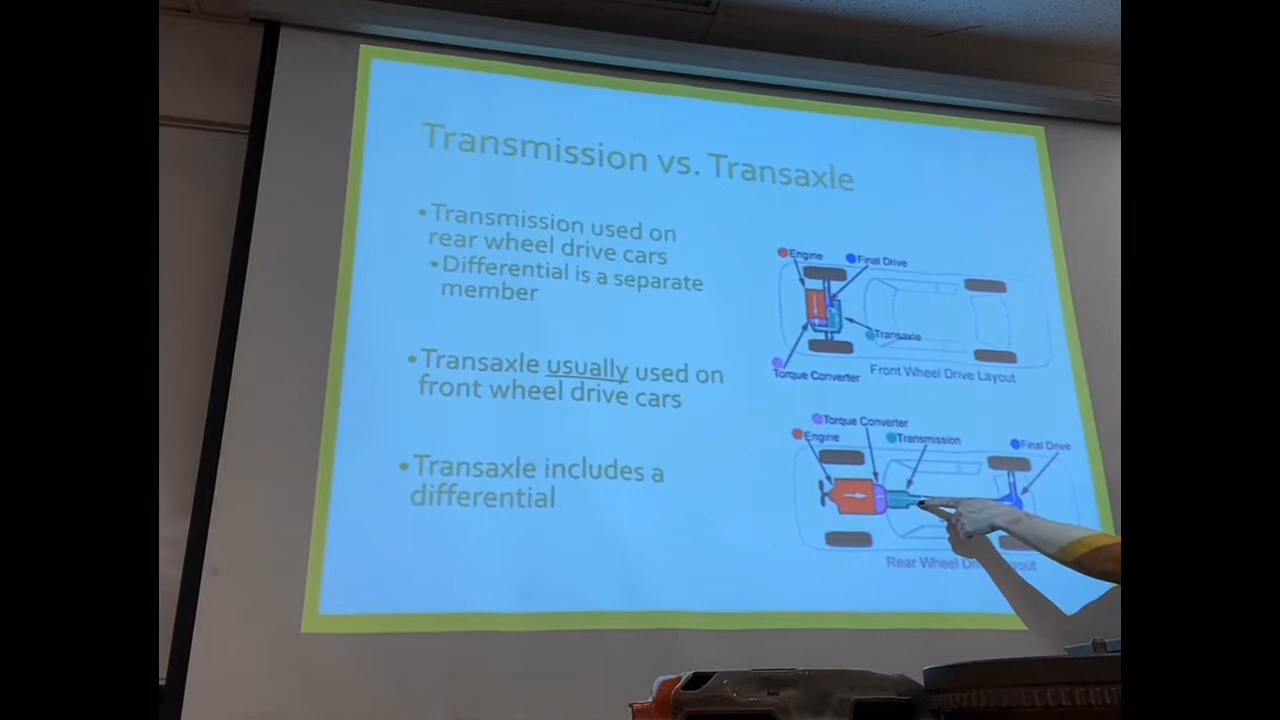 Transmission vs. Transaxle
•Transmission used on
rear wheel drive cars
•Differential is a separate
member
•Transaxle usually used on
front wheel drive cars
•Transaxle includes a
differential
Engine
Final Drive
Transaxle
Torque Converter
Front Wheel Drive Layout
Torque Converter
Engine
Transmission
Final Drive
Rear Wheel